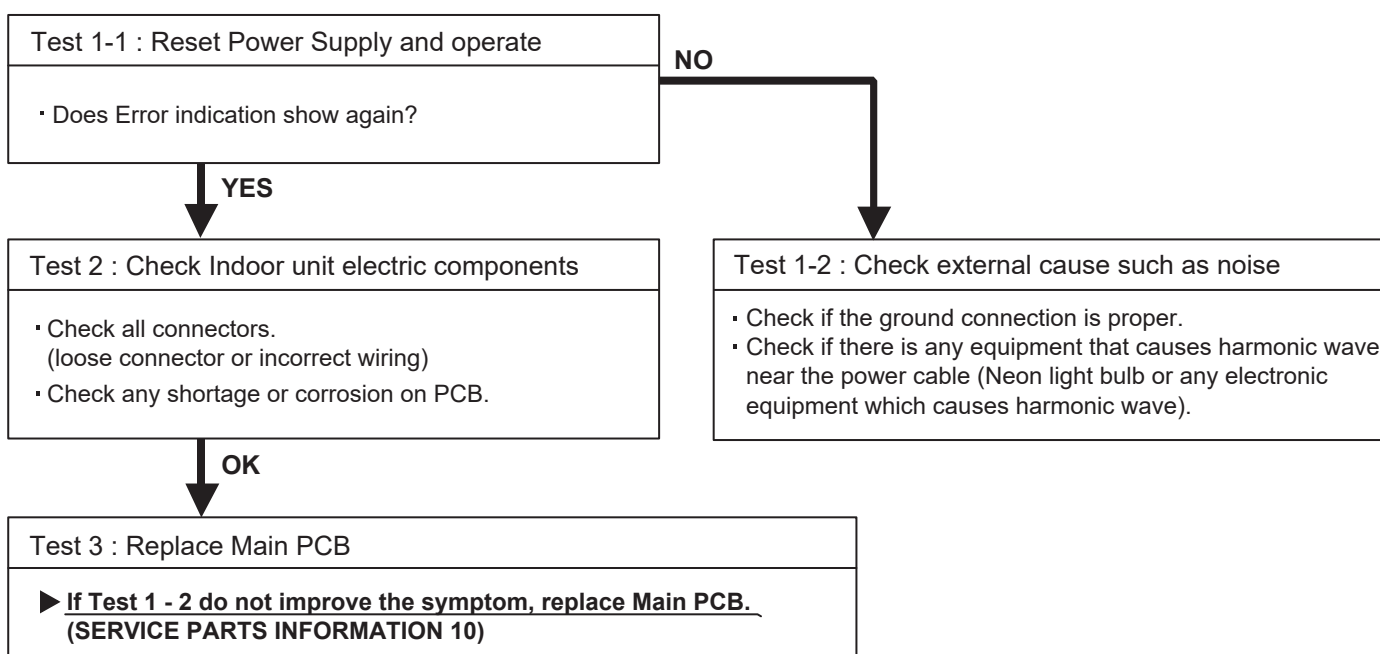 Test 1-1 : Reset Power Supply and operate
NO
· Does Error indication show again?
YES
Test 2 : Check Indoor unit electric components
· Check all connectors.
(loose connector or incorrect wiring)
· Check any shortage or corrosion on PCB.
Test 1-2 : Check external cause such as noise
· Check if the ground connection is proper.
· Check if there is any equipment that causes harmonic wave
near the power cable (Neon light bulb or any electronic
equipment which causes harmonic wave).
OK
Test 3 : Replace Main PCB
▶ If Test 1 - 2 do not improve the symptom, replace Main PCB.
(SERVICE PARTS INFORMATION 10)